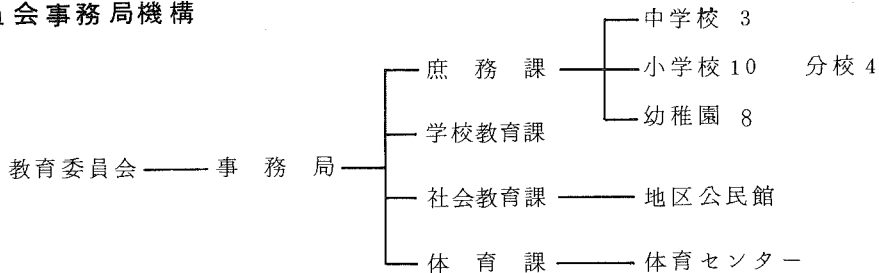 会事務局機構
中学校 3
庶務課 小学校 10 分校 4
幼稚園 8
学校教育課
教育委員会 事務局
社会教育課 地区公民館
体育課 体育センター